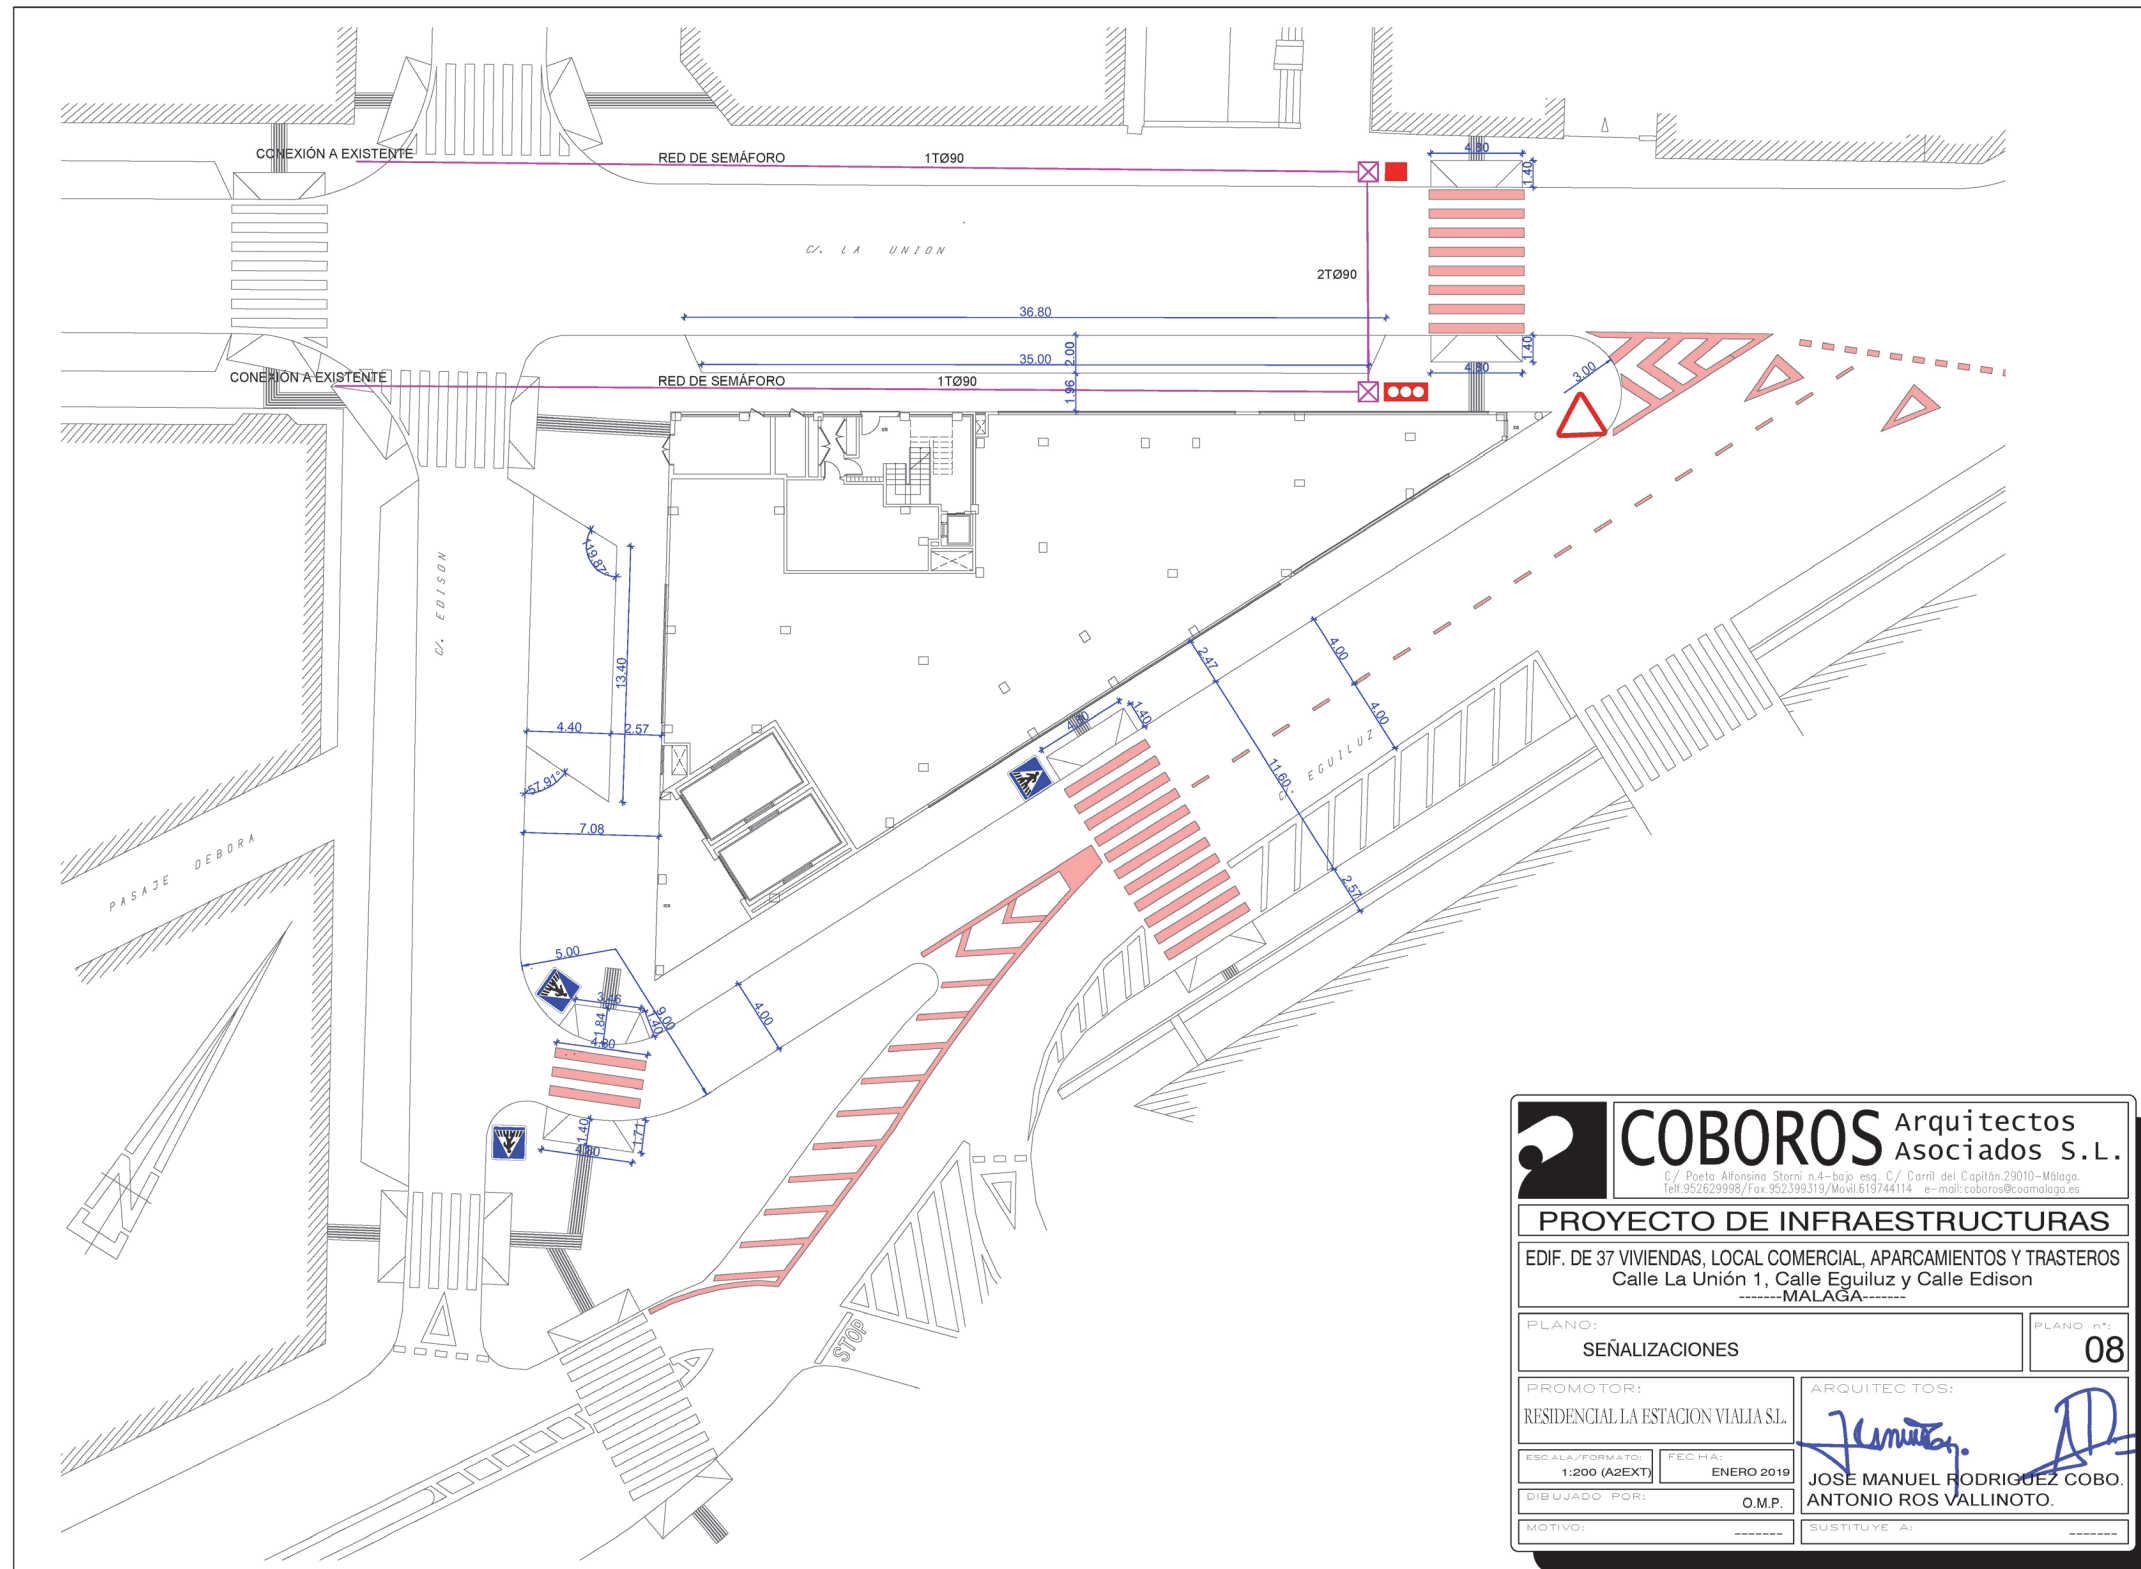 CONEXIÓN A EXISTENTE
RED DE SEMÁFORO
1TØ90
4.80
1.40
C/. LA UNION
2TØ90
36.80
35.00
2.00
1.96
1.40
4.80
3.00
CONEXIÓN A EXISTENTE
RED DE SEMÁFORO
1TØ90
119.87°
C/. EDISON
13.40
4.40
2.57
57.91°
7.08
2.47
4.00
4.00
4.80
1.40
11.60
C. EGUILUZ
2.57
PASAJE DEBORA
5.00
3.46
1.84
1.40
9.00
4.80
4.00
1.40
1.71
4.80
STOP
COBOROS Arquitectos
Asociados S.L.
C/ Poeta Alfonsina Storni n.4-bajo esq. C/ Carril del Capitán.29010-Málaga.
Telf.952629998/Fax.952399319/Movil.619744114 e-mail:coboros@coamalaga.es
PROYECTO DE INFRAESTRUCTURAS
EDIF. DE 37 VIVIENDAS, LOCAL COMERCIAL, APARCAMIENTOS Y TRASTEROS
Calle La Unión 1, Calle Eguiluz y Calle Edison
-------MALAGA-------
PLANO:
SEÑALIZACIONES
PLANO nº:
08
PROMOTOR:
RESIDENCIAL LA ESTACION VIALIA S.L.
ARQUITECTOS:
JOSE MANUEL RODRIGUEZ COBO.
ANTONIO ROS VALLINOTO.
ESCALA/FORMATO:
1:200 (A2EXT)
FECHA:
ENERO 2019
DIBUJADO POR:
O.M.P.
MOTIVO:
-------
SUSTITUYE A:
-------